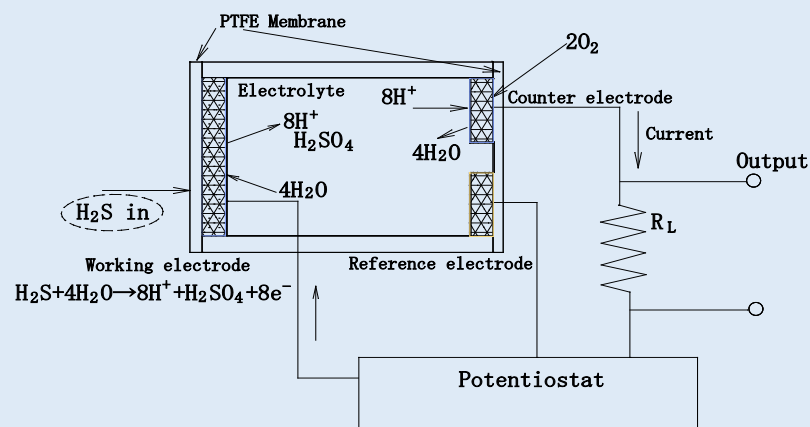 PTFE Membrane
2O₂
Electrolyte
8H⁺
Counter electrode
8H⁺
H₂SO₄
Current
4H₂O
Output
4H₂O
H₂S in
R_L
Working electrode
Reference electrode
H₂S+4H₂O→8H⁺+H₂SO₄+8e⁻
Potentiostat